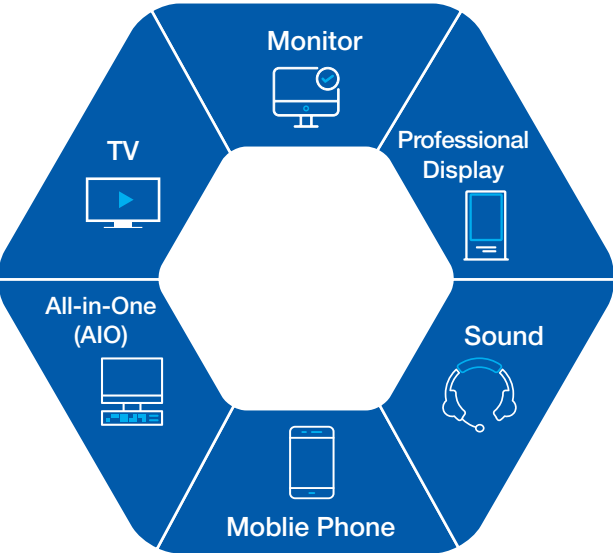 Monitor
Professional
Display
TV
All-in-One
(AIO)
Sound
Moblie Phone